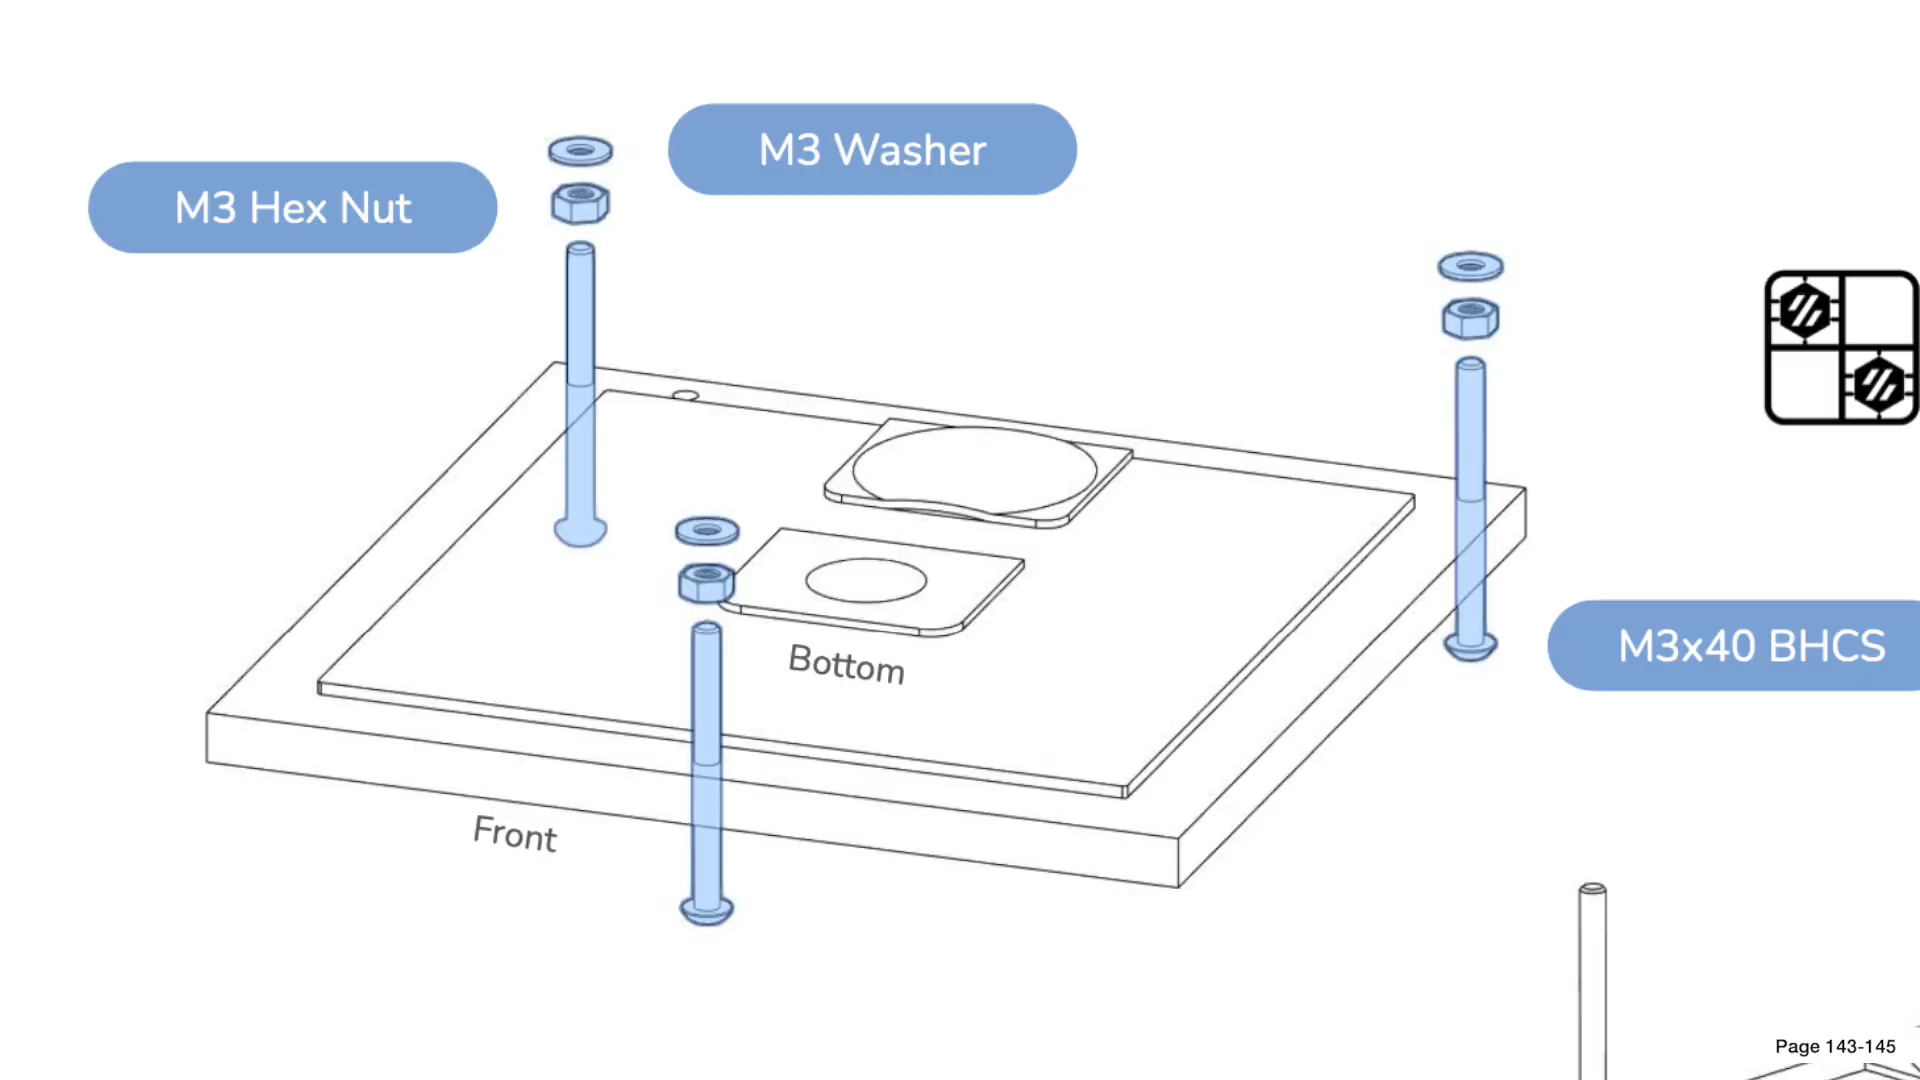 M3 Washer
M3 Hex Nut
M3x40 BHCS
Bottom
Front
Page 143-145